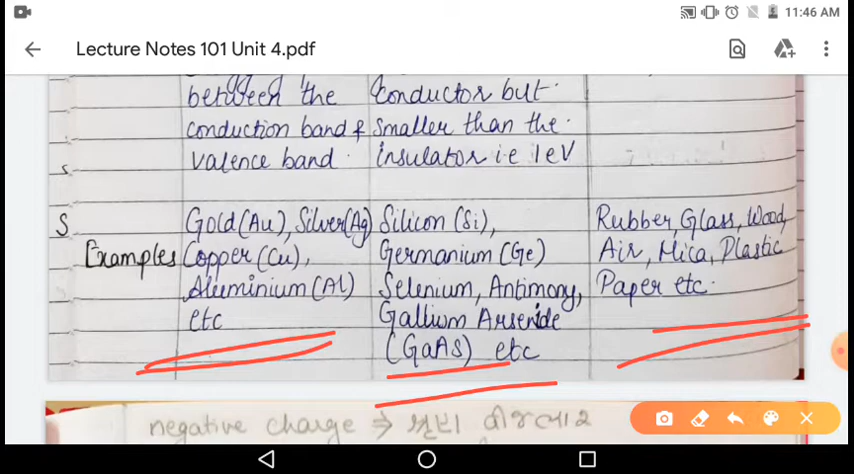 11:46 AM
Lecture Notes 101 Unit 4.pdf
between the
conduction band &
valence band.
conductor but
smaller than the
insulator i.e 1eV
5
Examples
Gold(Au), Silver(Ag)
Copper(Cu),
Aluminium(Al)
etc
Silicon (Si),
Germanium (Ge)
Selenium, Antimony,
Gallium Arsenide
(GaAs) etc
Rubber, Glass, Wood,
Air, Mica, Plastic
Paper etc.
negative charge ⇒